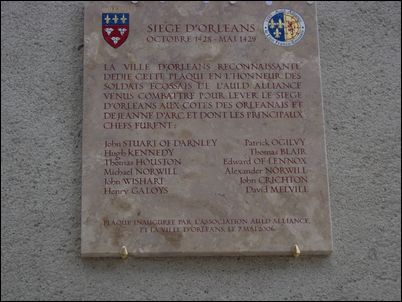 SIEGE D'ORLEANS
OCTOBRE 1428 - MAI 1429
LA VILLE D'ORLEANS RECONNAISSANTE
DEDIE CETTE PLAQUE EN L'HONNEUR DES
SOLDATS ECOSSAIS DE L'AULD ALLIANCE
VENUS COMBATTRE POUR LEVER LE SIEGE
D'ORLEANS AUX COTES DES ORLEANAIS ET
DE JEANNE D'ARC ET DONT LES PRINCIPAUX
CHEFS FURENT :
John STUART OF DARNLEY
Hugh KENNEDY
Thomas HOUSTON
Michael NORWILL
John WISHART
Henry GALOYS
Patrick OGILVY
Thomas BLAIR
Edward OF LENNOX
Alexander NORWILL
John CRICHTON
David MELVILL
PLAQUE INAUGUREE PAR L'ASSOCIATION AULD ALLIANCE
ET LA VILLE D'ORLEANS, LE 7 MAI 2006